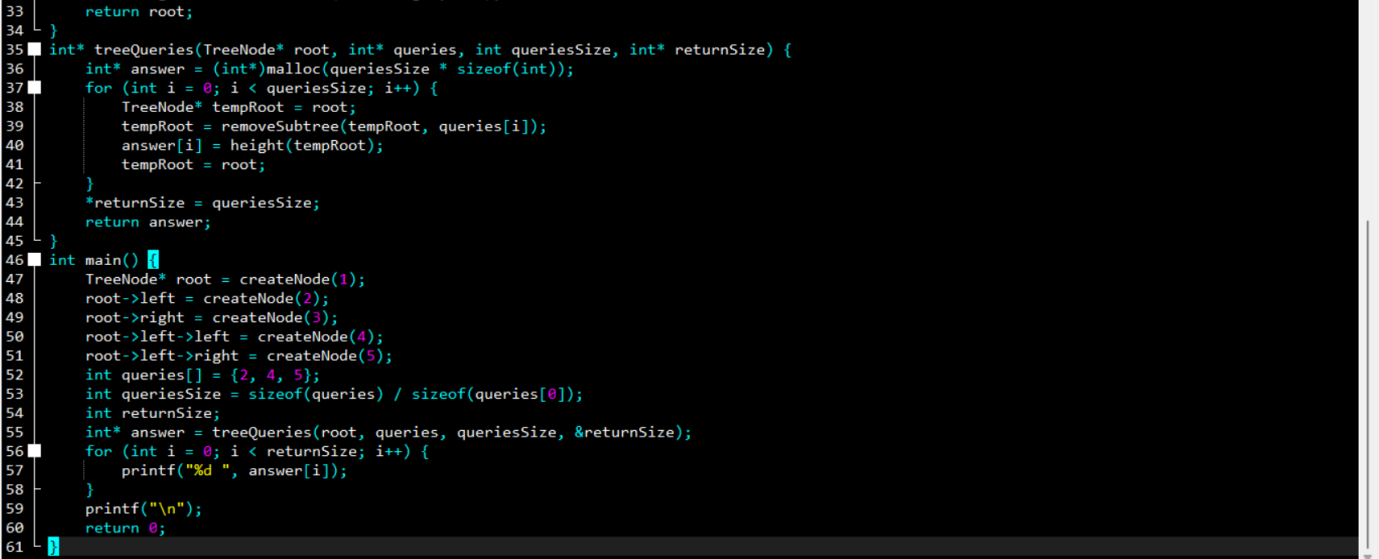 33 return root;
34 }
35 int* treeQueries(TreeNode* root, int* queries, int queriesSize, int* returnSize) {
36 int* answer = (int*)malloc(queriesSize * sizeof(int));
37 for (int i = 0; i < queriesSize; i++) {
38 TreeNode* tempRoot = root;
39 tempRoot = removeSubtree(tempRoot, queries[i]);
40 answer[i] = height(tempRoot);
41 tempRoot = root;
42 }
43 *returnSize = queriesSize;
44 return answer;
45 }
46 int main() {
47 TreeNode* root = createNode(1);
48 root->left = createNode(2);
49 root->right = createNode(3);
50 root->left->left = createNode(4);
51 root->left->right = createNode(5);
52 int queries[] = {2, 4, 5};
53 int queriesSize = sizeof(queries) / sizeof(queries[0]);
54 int returnSize;
55 int* answer = treeQueries(root, queries, queriesSize, &returnSize);
56 for (int i = 0; i < returnSize; i++) {
57 printf("%d ", answer[i]);
58 }
59 printf("\n");
60 return 0;
61 }